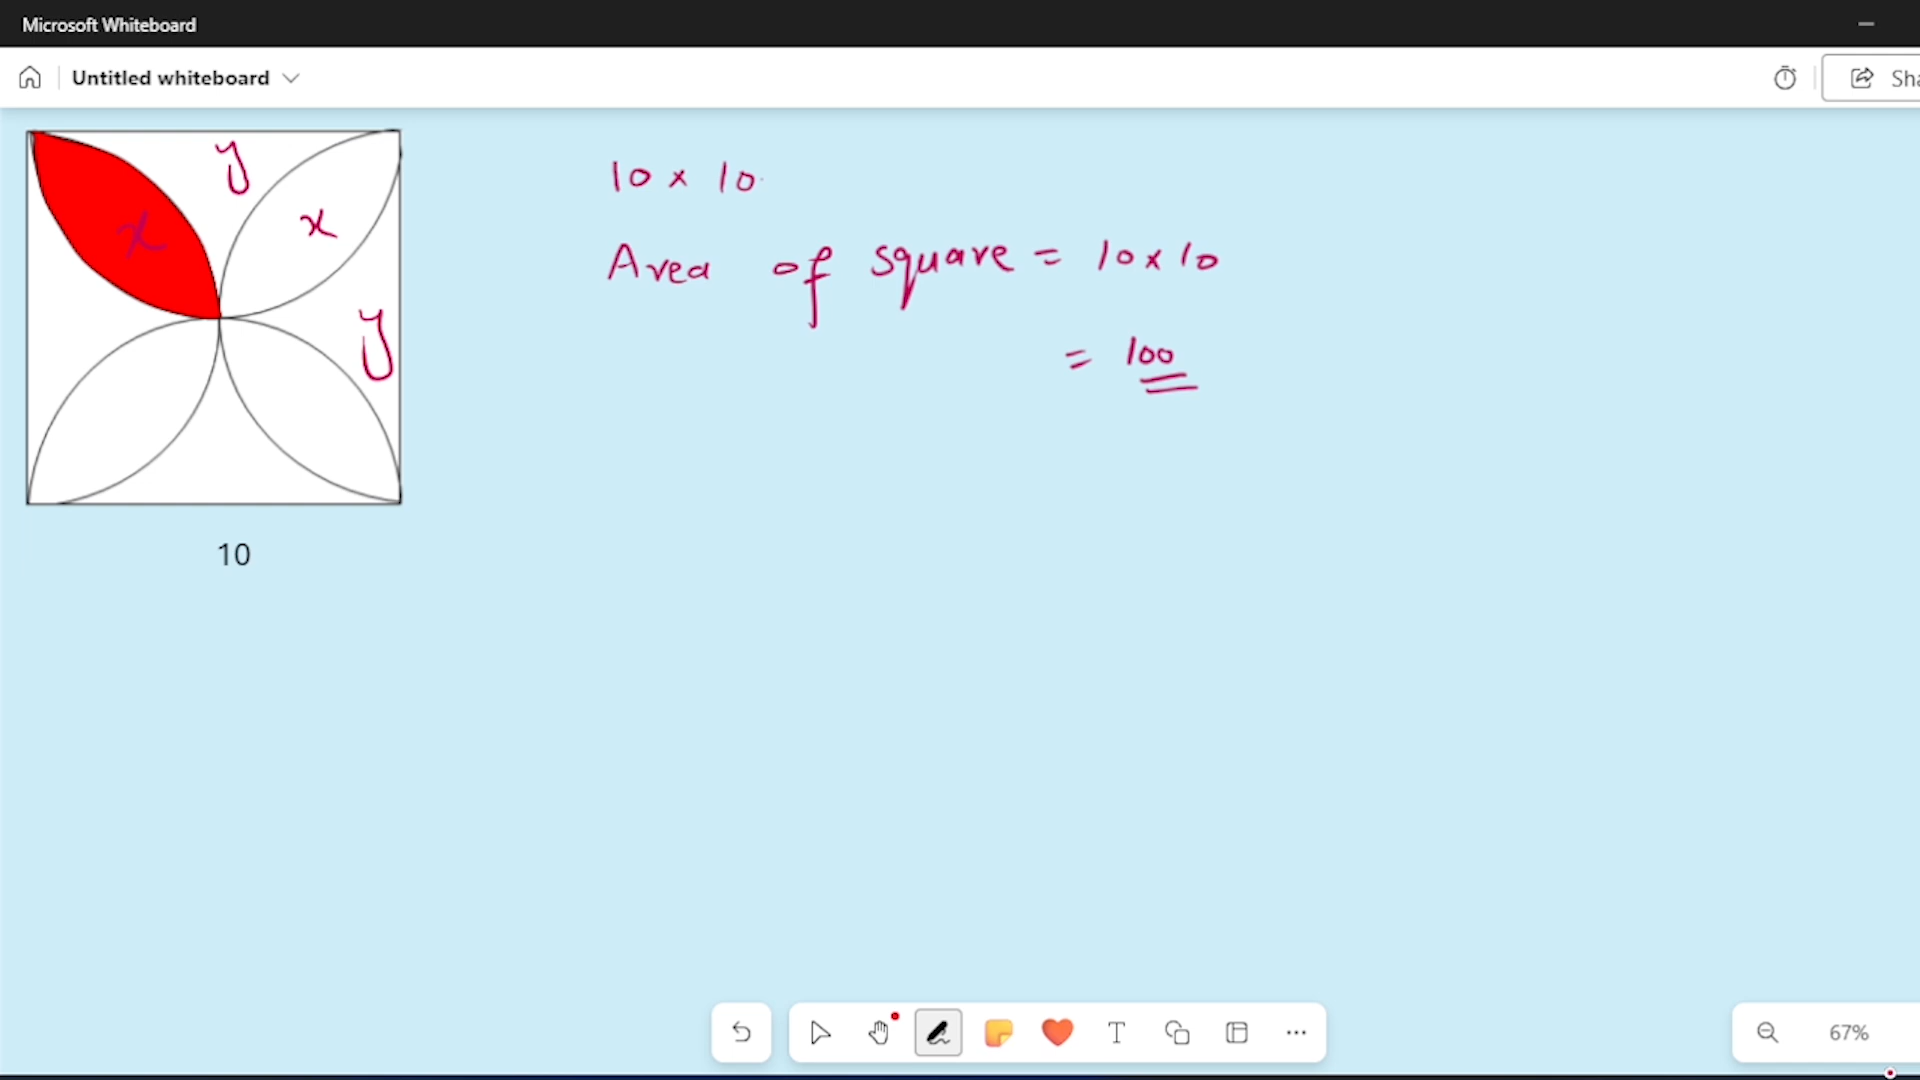 Microsoft Whiteboard
Untitled whiteboard
Sha
y
x
x
y
10
10 × 10
Area of square = 10 × 10
= 100
T
67%